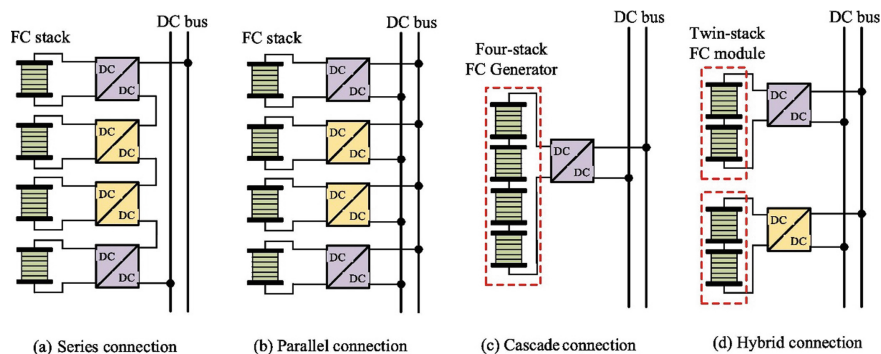 DC bus
FC stack
DC
DC
DC
DC
DC
DC
DC
DC
(a) Series connection
DC bus
FC stack
DC
DC
DC
DC
DC
DC
DC
DC
(b) Parallel connection
DC bus
Four-stack
FC Generator
DC
DC
(c) Cascade connection
DC bus
Twin-stack
FC module
DC
DC
DC
DC
(d) Hybrid connection